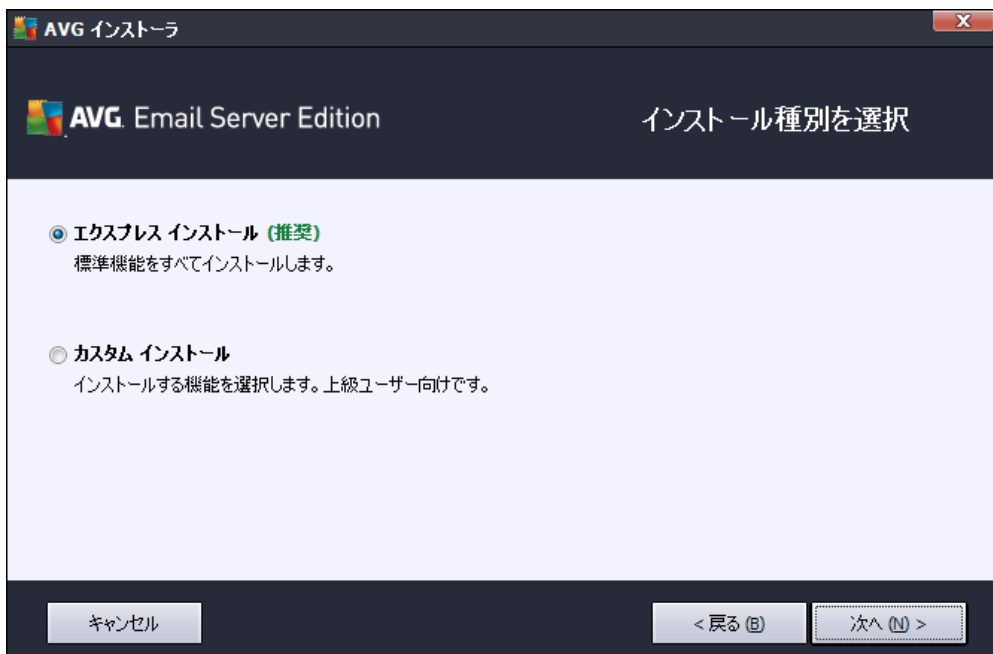 AVG インストーラ
AVG. Email Server Edition
インストール種別を選択
エクスプレス インストール (推奨)
標準機能をすべてインストールします。
カスタム インストール
インストールする機能を選択します。上級ユーザー向けです。
キャンセル
< 戻る (B)
次へ (N) >